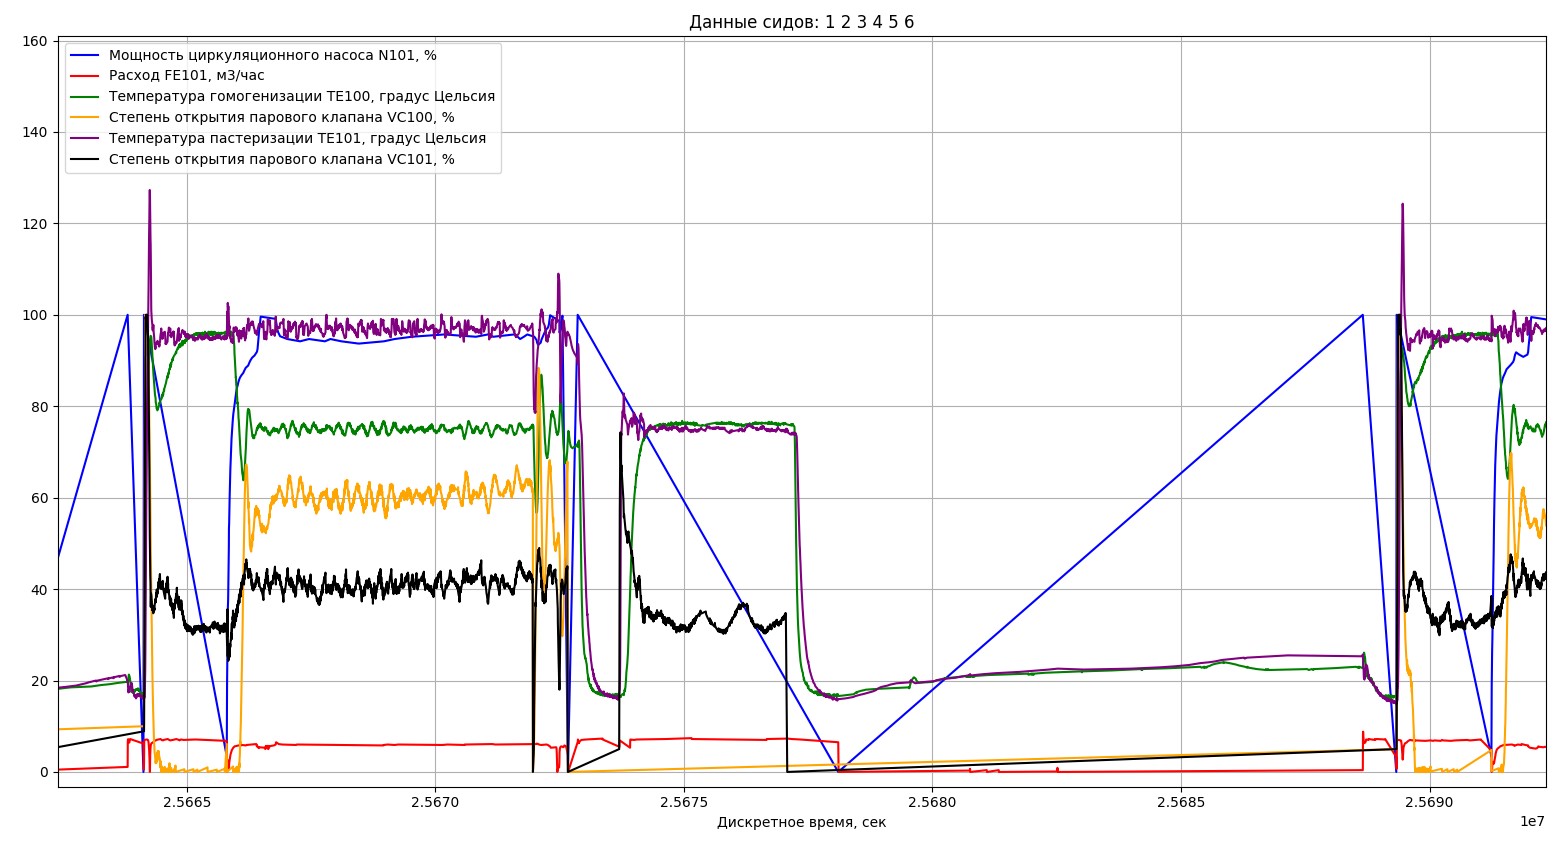 Данные сидов: 1 2 3 4 5 6
160
140
120
100
80
60
40
20
0
Мощность циркуляционного насоса N101, %
Расход FE101, м3/час
Температура гомогенизации TE100, градус Цельсия
Степень открытия парового клапана VC100, %
Температура пастеризации TE101, градус Цельсия
Степень открытия парового клапана VC101, %
2.5665 2.5670 2.5675 2.5680 2.5685 2.5690
1e7
Дискретное время, сек